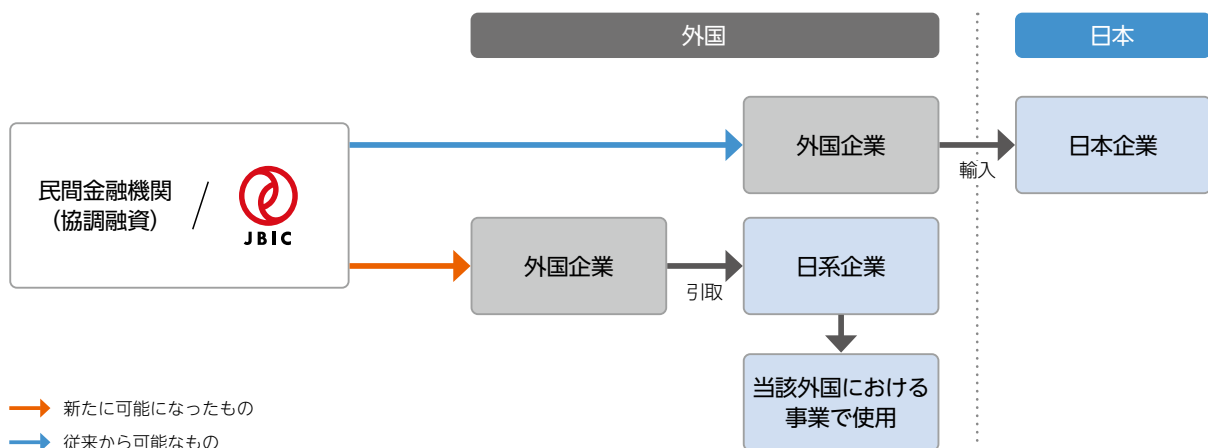 外国
日本
民間金融機関
（協調融資）
/
JBIC
外国企業
輸入
日本企業
外国企業
引取
日系企業
当該外国における
事業で使用
新たに可能になったもの
従来から可能なもの